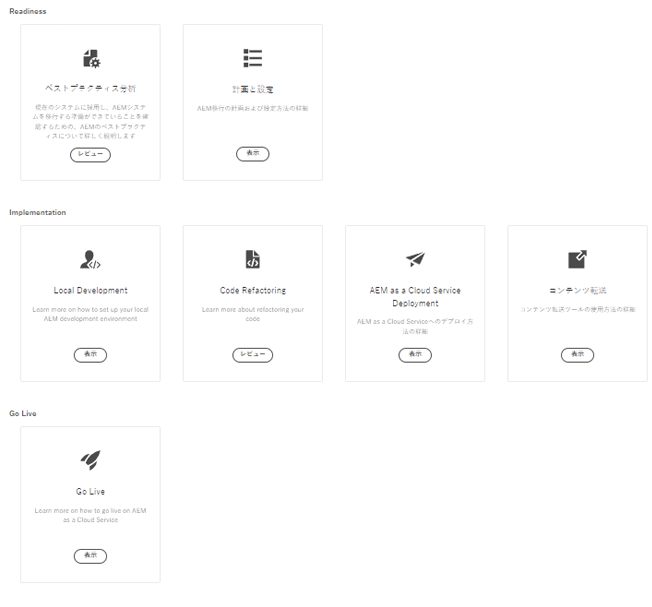 Readiness
ベストプラクティス分析
現在のシステムに採用し、AEMシステ
ムを移行する準備ができていることを確
認するための、AEMのベストプラクテ
ィスについて詳しく説明します
レビュー
計画と設定
AEM移行の計画および設定方法の詳細
表示
Implementation
Local Development
Learn more on how to set up your local
AEM development environment
表示
Code Refactoring
Learn more about refactoring your
code
レビュー
AEM as a Cloud Service
Deployment
AEM as a Cloud Serviceへのデプロイ方
法の詳細
表示
コンテンツ転送
コンテンツ転送ツールの使用方法の詳細
表示
Go Live
Go Live
Learn more on how to go live on AEM
as a Cloud Service
表示